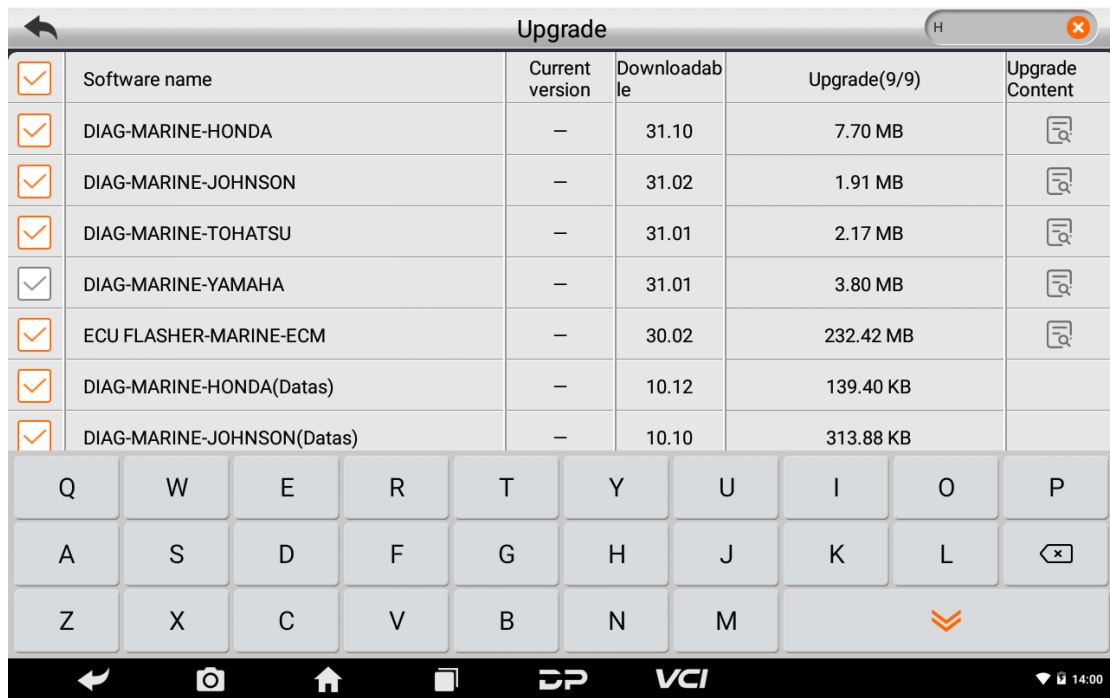 Upgrade
H
Software name
Current version
Downloadab
le
Upgrade(9/9)
Upgrade Content
DIAG-MARINE-HONDA — 31.10 7.70 MB
DIAG-MARINE-JOHNSON — 31.02 1.91 MB
DIAG-MARINE-TOHATSU — 31.01 2.17 MB
DIAG-MARINE-YAMAHA — 31.01 3.80 MB
ECU FLASHER-MARINE-ECM — 30.02 232.42 MB
DIAG-MARINE-HONDA(Datas) — 10.12 139.40 KB
DIAG-MARINE-JOHNSON(Datas) — 10.10 313.88 KB
Q W E R T Y U I O P
A S D F G H J K L
Z X C V B N M
DP VCI 14:00